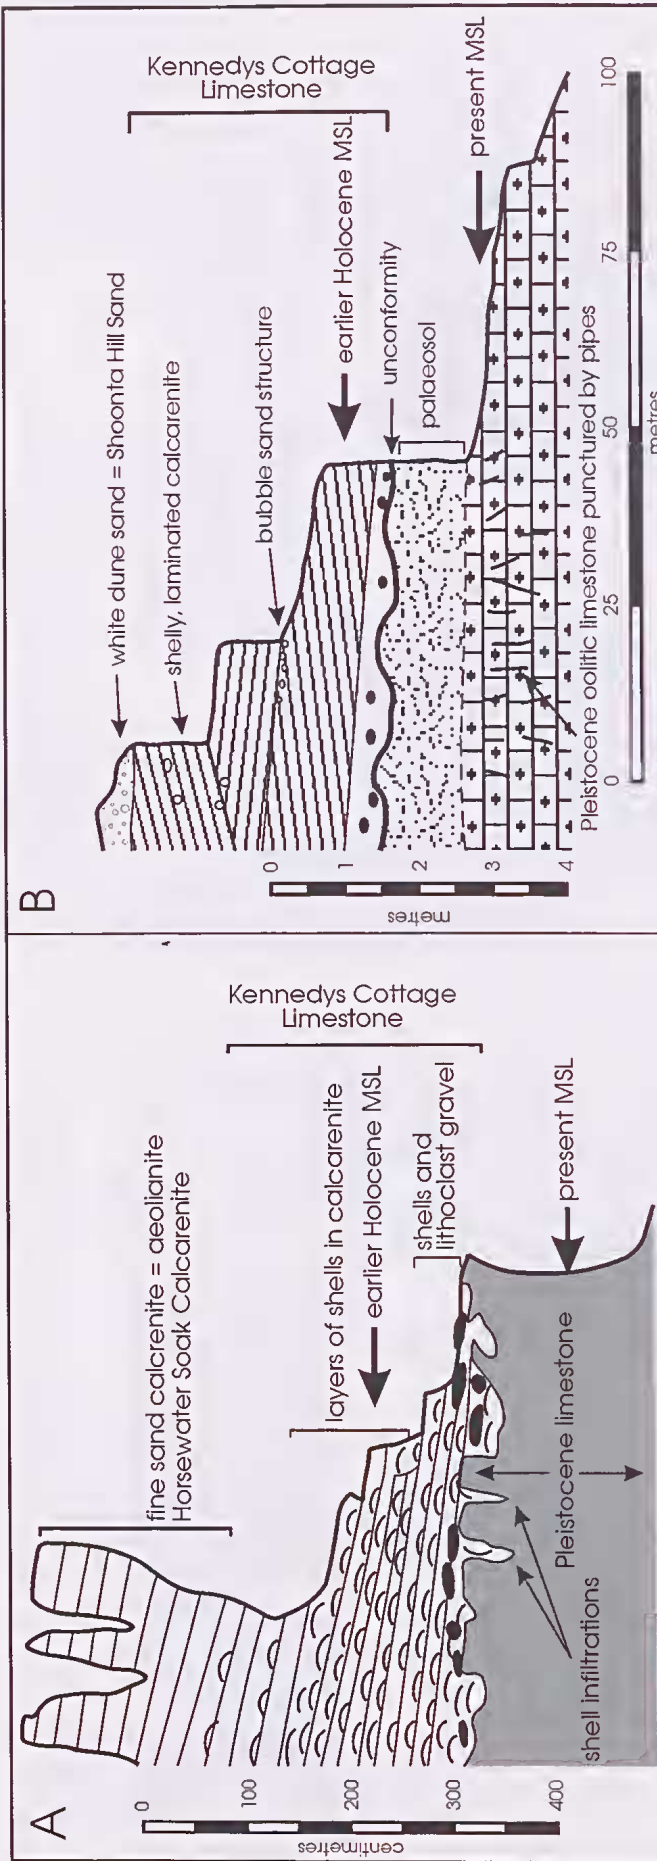 A
fine sand calcrenite = aeolianite
Horsewater Soak Calcarenite
Kennedys Cottage
Limestone
layers of shells in calcarenite
earlier Holocene MSL
shells and
lithoclast gravel
present MSL
Pleistocene limestone
shell infiltrations
0
100
200
300
400
centimetres
B
Kennedys Cottage
Limestone
white dune sand = Shoonta Hill Sand
shelly, laminated calcarenite
bubble sand structure
earlier Holocene MSL
unconformity
palaeosol
present MSL
Pleistocene oolitic limestone punctured by pipes
0
1
2
3
4
metres
0
25
50
75
100
metres